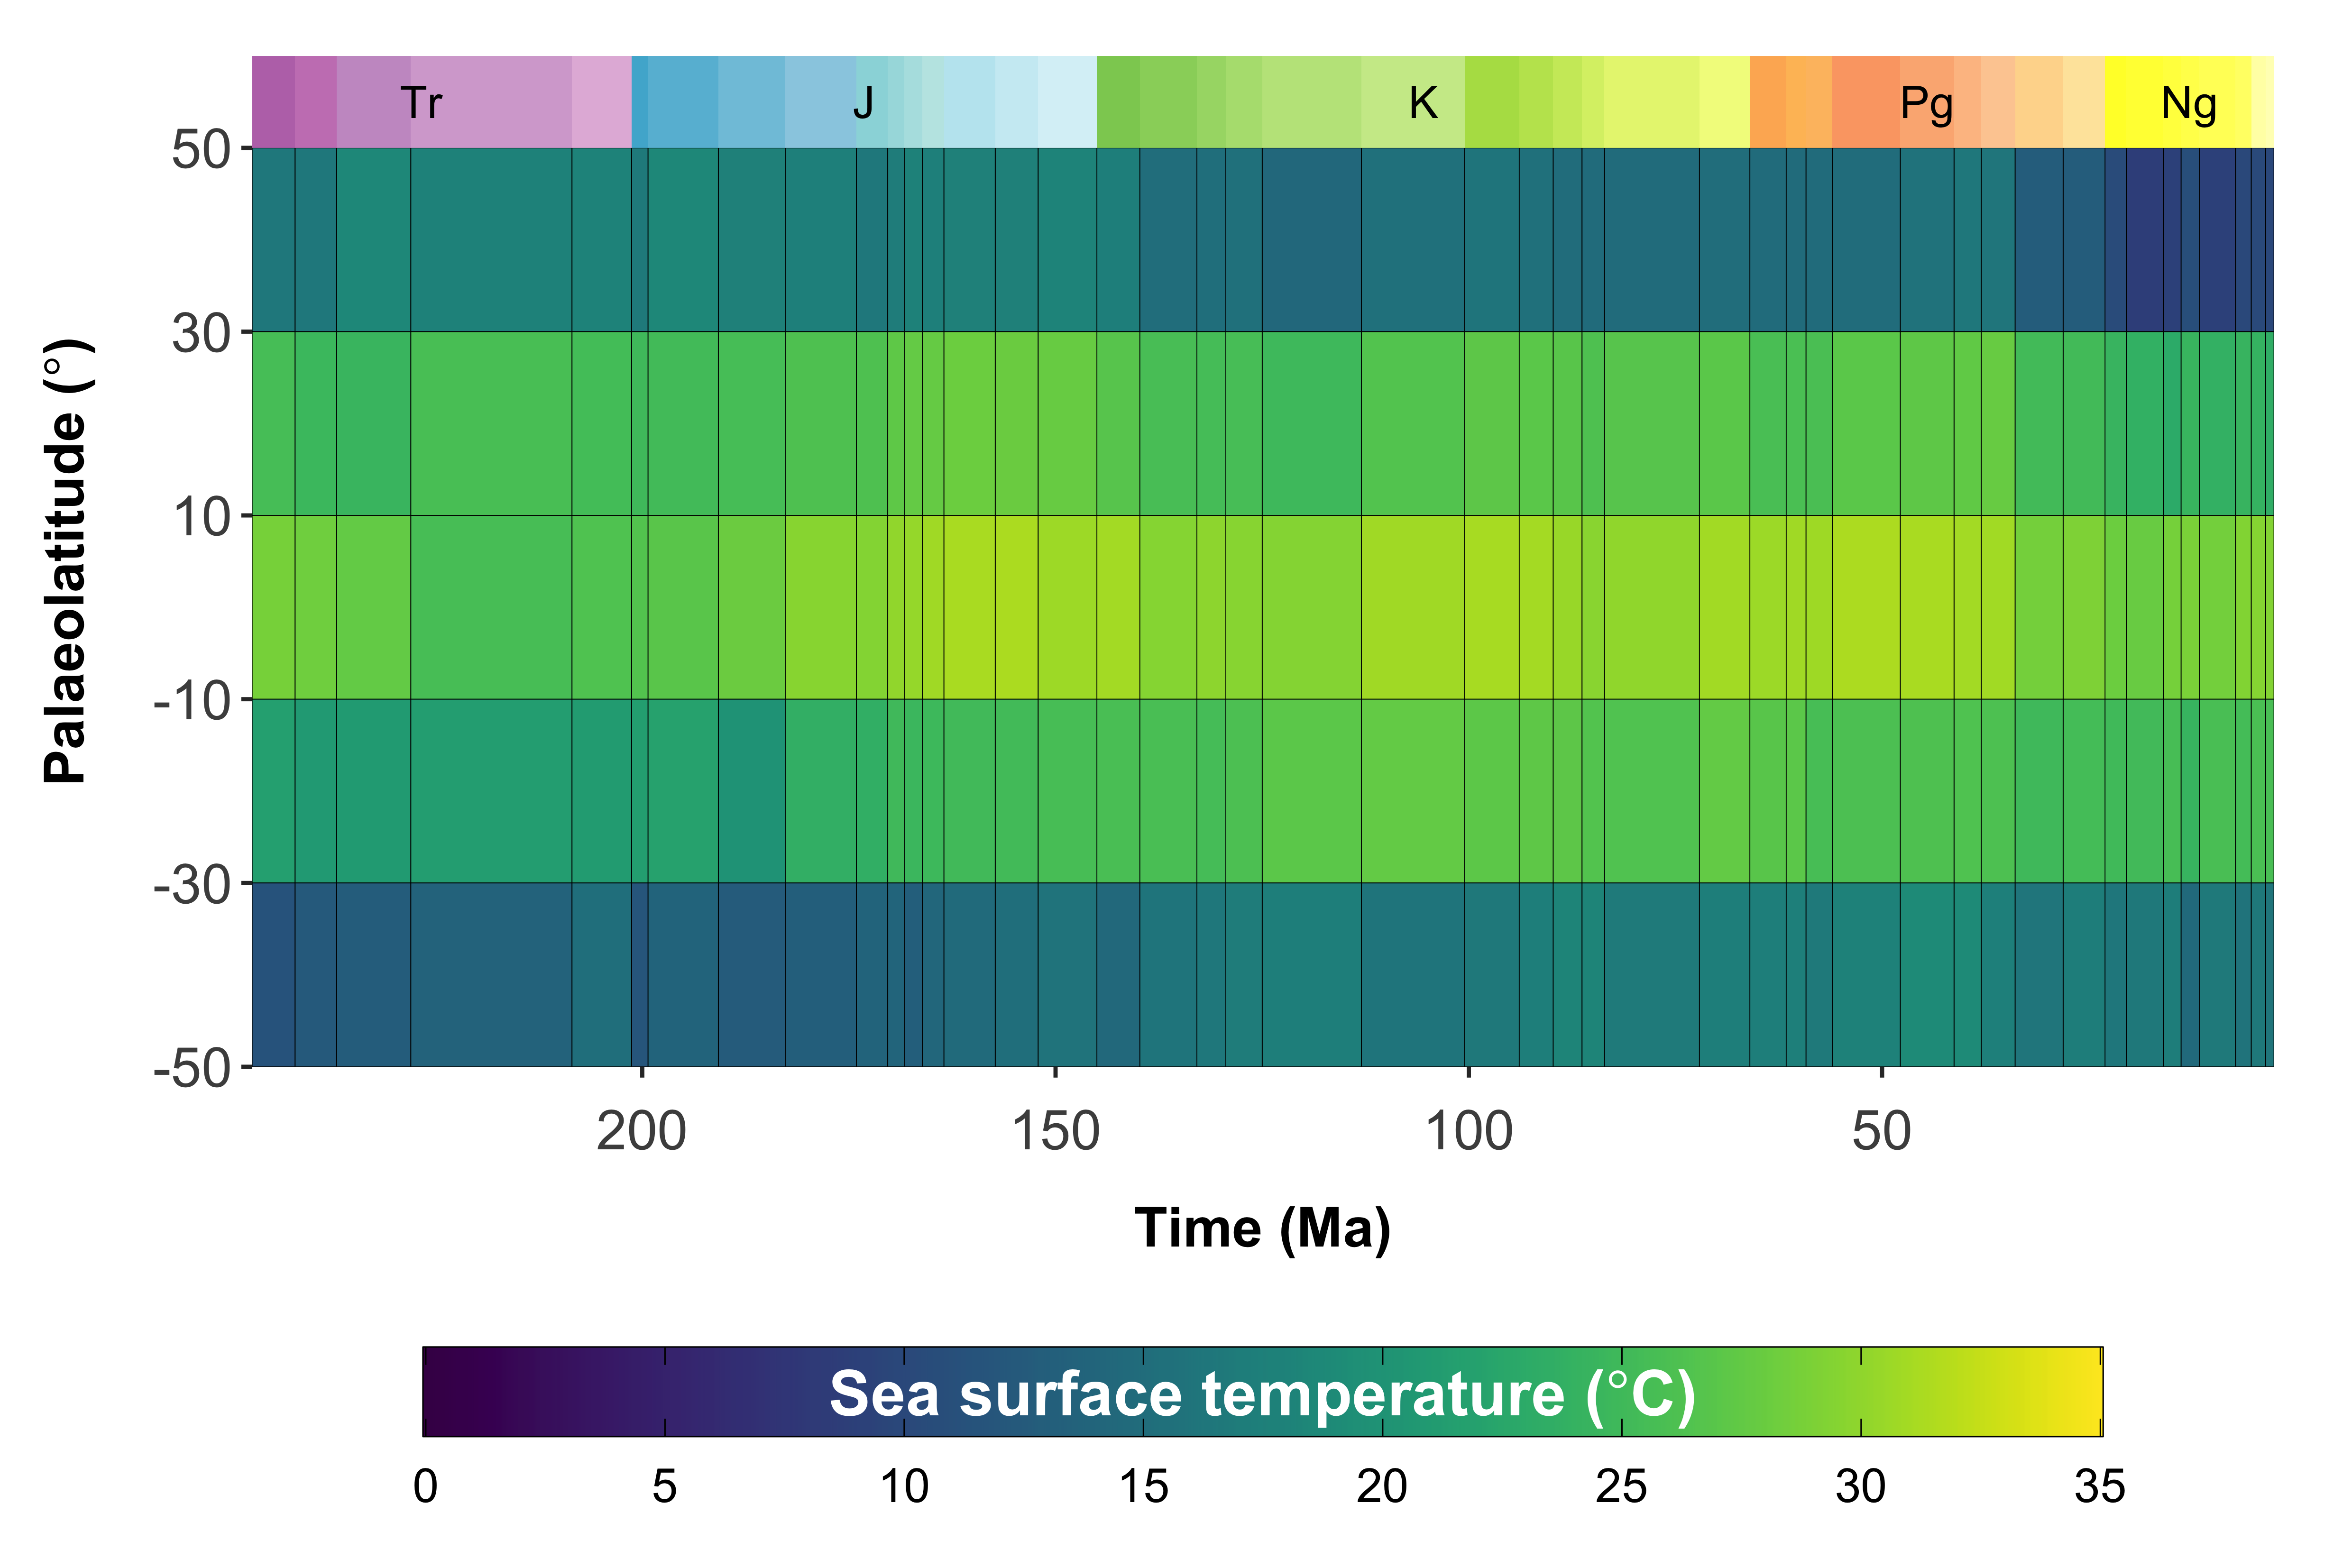 Tr J K Pg Ng
50
30
10
-10
-30
-50
Palaeolatitude (°)
200 150 100 50
Time (Ma)
Sea surface temperature (°C)
0 5 10 15 20 25 30 35